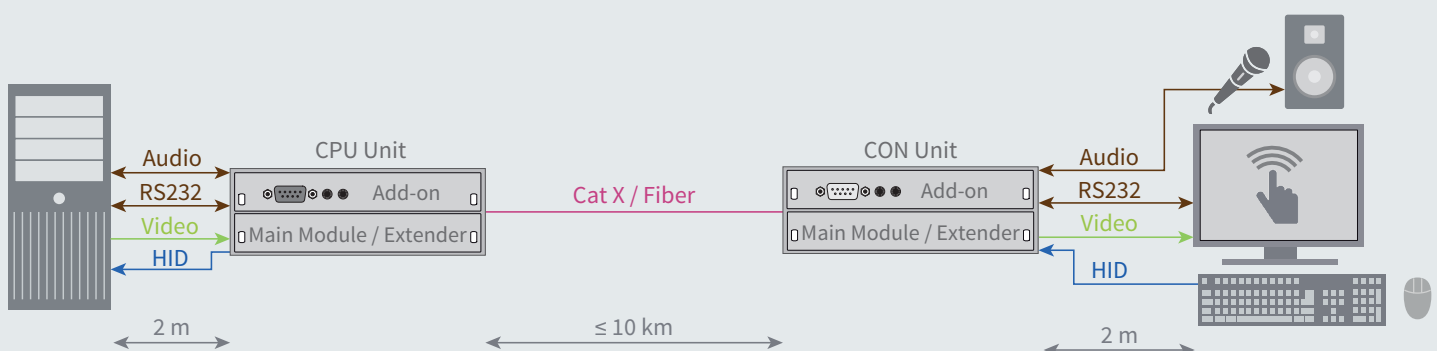 CPU Unit
CON Unit
Audio
RS232
Video
HID
Add-on
Main Module / Extender
Cat X / Fiber
Add-on
Main Module / Extender
Audio
RS232
Video
HID
2 m
≤ 10 km
2 m